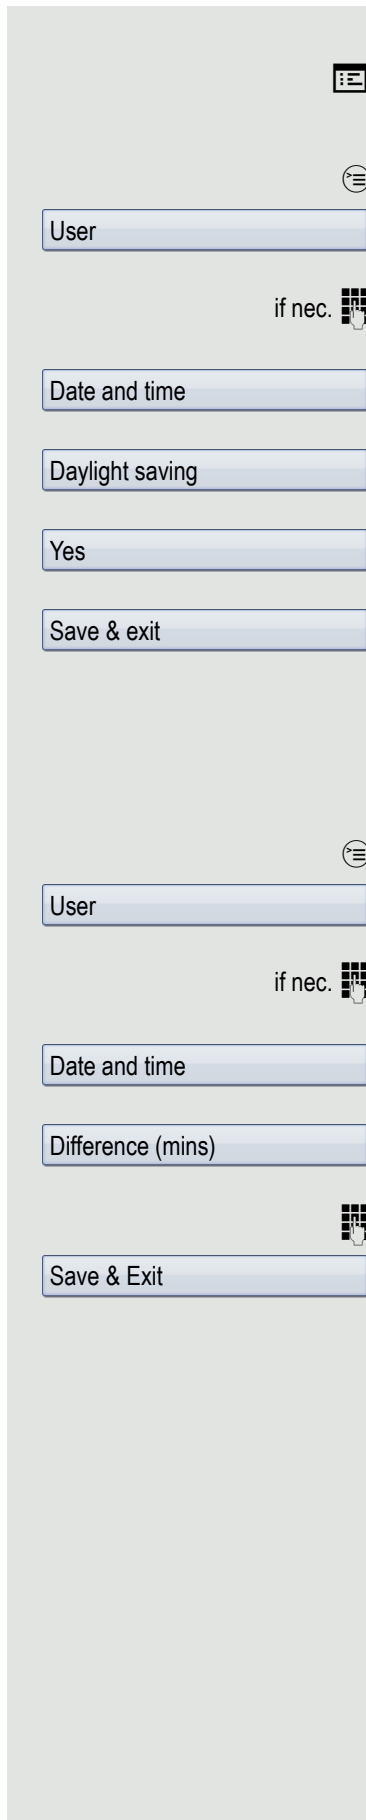 User
if nec.
Date and time
Daylight saving
Yes
Save & exit
User
if nec.
Date and time
Difference (mins)
Save & Exit